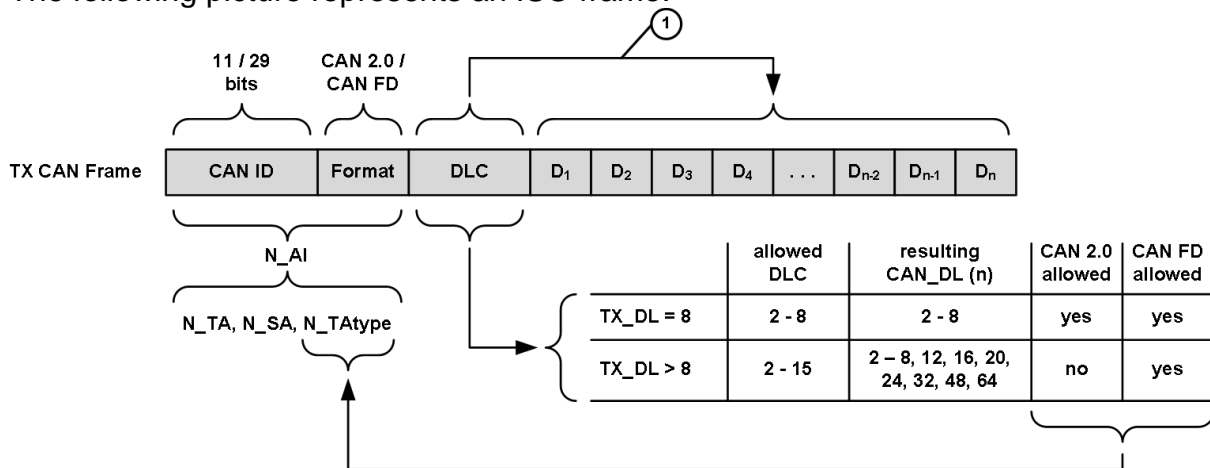 The following picture represents an ISO frame:
1
11 / 29
bits
CAN 2.0 /
CAN FD
TX CAN Frame
CAN ID
Format
DLC
D1
D2
D3
D4
. . .
Dn-2
Dn-1
Dn
N_AI
N_TA, N_SA, N_TAtype
allowed
DLC
resulting
CAN_DL (n)
CAN 2.0
allowed
CAN FD
allowed
TX_DL = 8
2 - 8
2 - 8
yes
yes
TX_DL > 8
2 - 15
2 – 8, 12, 16, 20,
24, 32, 48, 64
no
yes